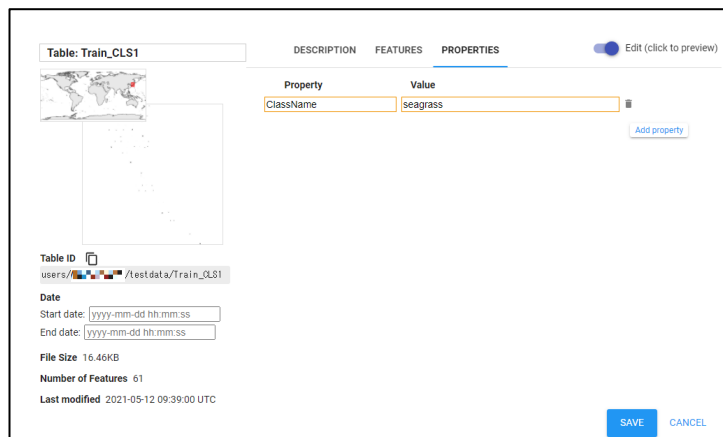 Table: Train_CLS1
DESCRIPTION FEATURES PROPERTIES
Edit (click to preview)
Property Value
ClassName seagrass
Add property
Table ID
users/ /testdata/Train_CLS1
Date
Start date: yyyy-mm-dd hh:mm:ss
End date: yyyy-mm-dd hh:mm:ss
File Size 16.46KB
Number of Features 61
Last modified 2021-05-12 09:39:00 UTC
SAVE CANCEL